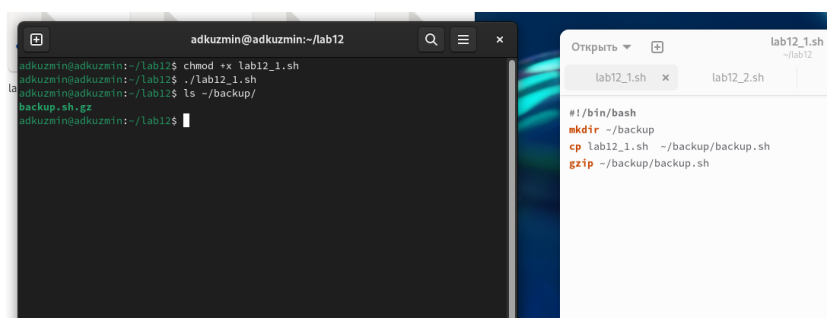 adkuzmin@adkuzmin:~/lab12
adkuzmin@adkuzmin:~/lab12$ chmod +x lab12_1.sh
adkuzmin@adkuzmin:~/lab12$ ./lab12_1.sh
adkuzmin@adkuzmin:~/lab12$ ls ~/backup/
backup.sh.gz
adkuzmin@adkuzmin:~/lab12$
la
Открыть
lab12_1.sh
~/lab12
lab12_1.sh
lab12_2.sh
#!/bin/bash
mkdir ~/backup
cp lab12_1.sh  ~/backup/backup.sh
gzip ~/backup/backup.sh